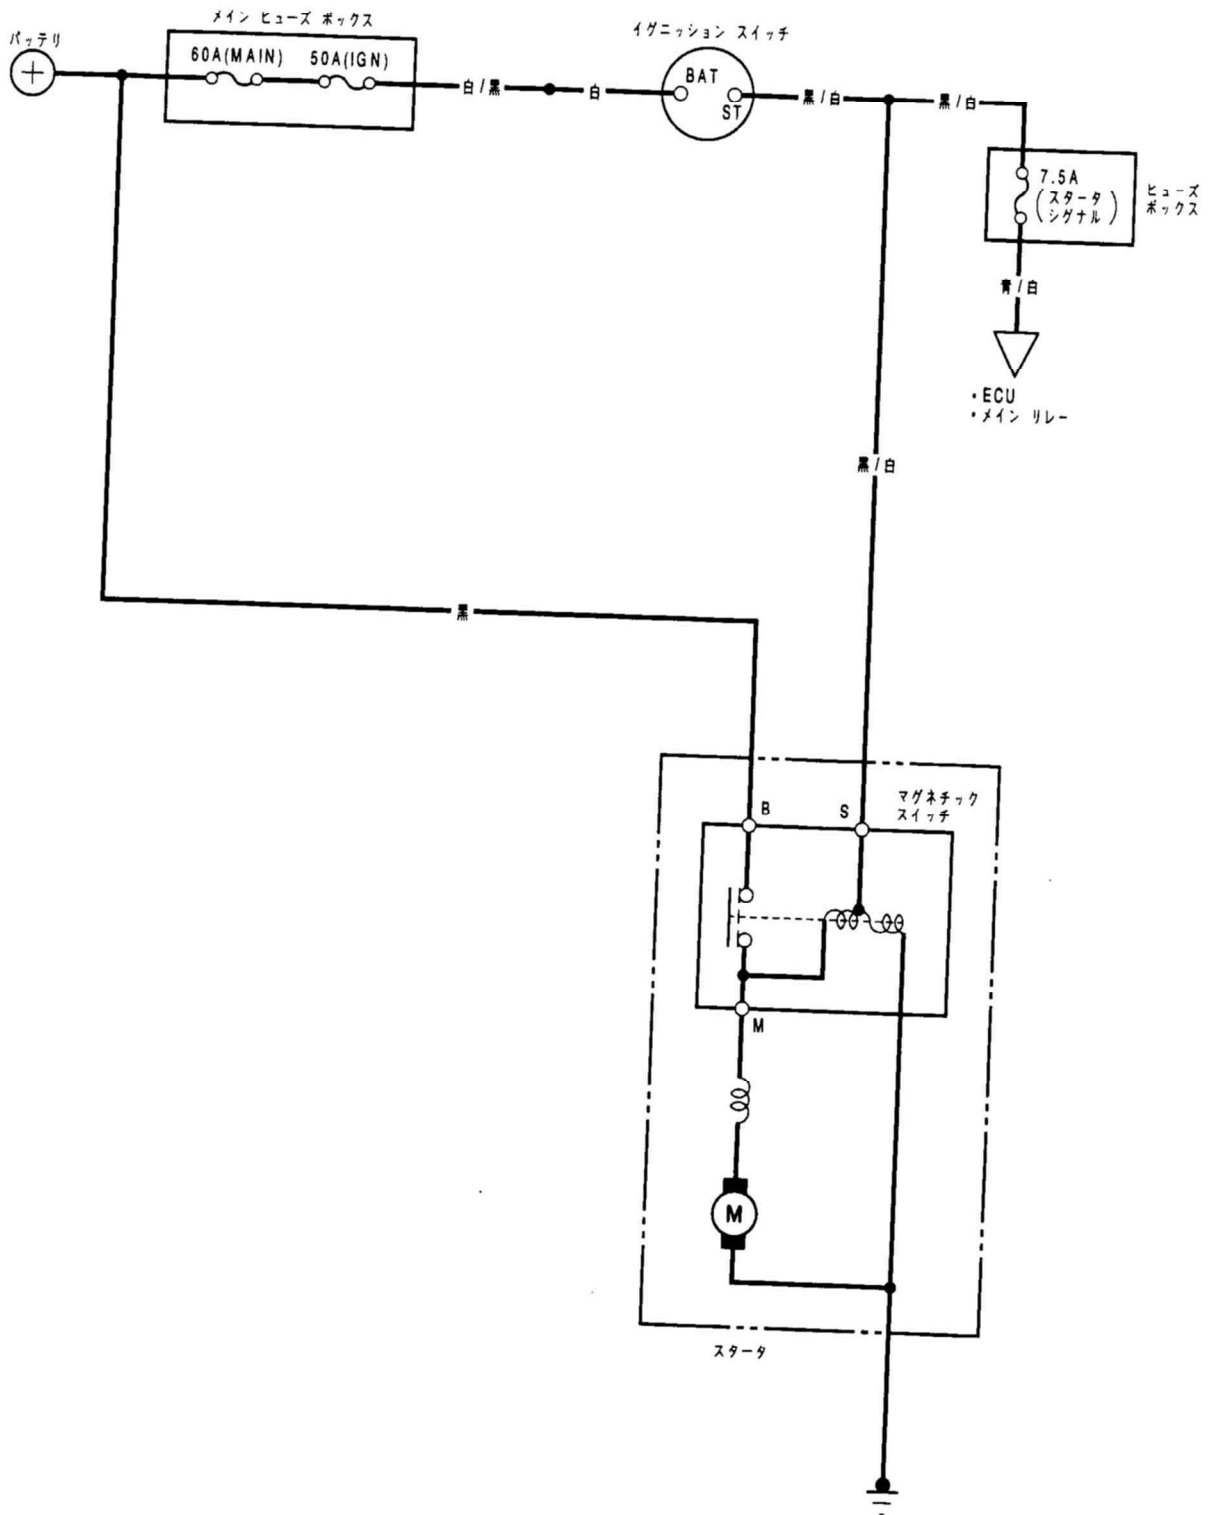 メイン ヒューズ ボックス
バッテリ
60A(MAIN)
50A(IGN)
白/黒
白
イグニッション スイッチ
BAT
ST
黒/白
黒/白
7.5A
(スタータ
シグナル)
ヒューズ
ボックス
青/白
・ECU
・メイン リレー
黒/白
黒
B
S
マグネチック
スイッチ
M
M
スタータ